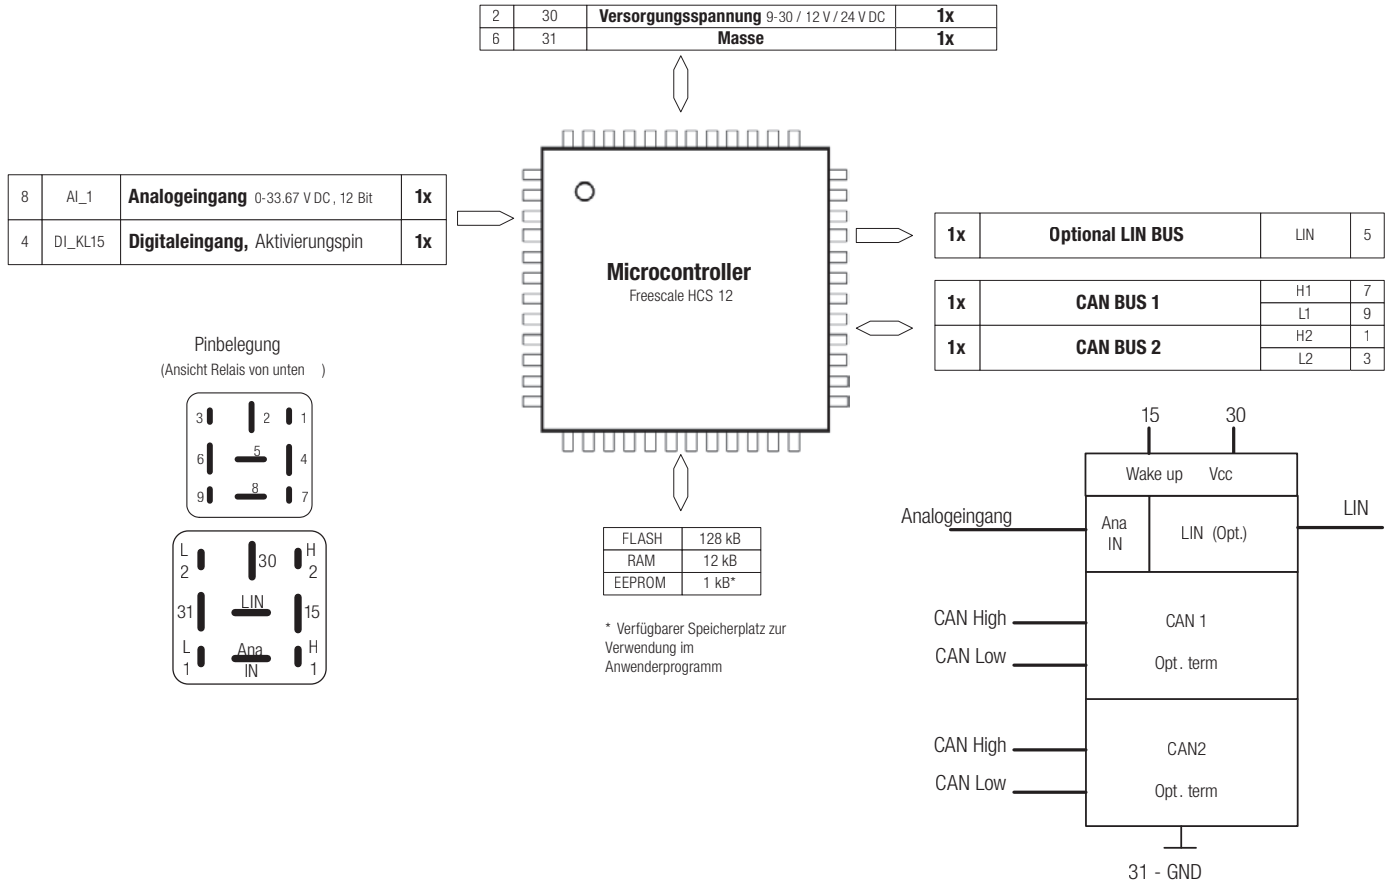 2 30 Versorgungsspannung 9-30 / 12 V / 24 V DC 1x
6 31 Masse 1x
8 AI_1 Analogeingang 0-33.67 V DC , 12 Bit 1x
4 DI_KL15 Digitaleingang, Aktivierungspin 1x
Microcontroller
Freescale HCS 12
1x Optional LIN BUS LIN 5
1x CAN BUS 1 H1 7
L1 9
1x CAN BUS 2 H2 1
L2 3
Pinbelegung
(Ansicht Relais von unten )
3 2 1
6 5 4
9 8 7
L 2 30 H 2
31 LIN 15
L 1 Ana IN H 1
FLASH 128 kB
RAM 12 kB
EEPROM 1 kB*
* Verfügbarer Speicherplatz zur
Verwendung im
Anwenderprogramm
15 30
Wake up Vcc
Analogeingang Ana IN LIN (Opt.) LIN
CAN High CAN 1
CAN Low Opt. term
CAN High CAN2
CAN Low Opt. term
31 - GND